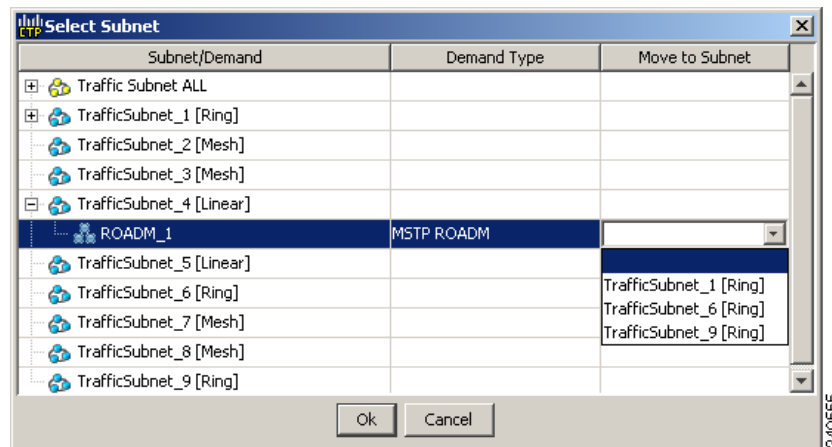 CTP Select Subnet
Subnet/Demand Demand Type Move to Subnet
Traffic Subnet ALL
TrafficSubnet_1 [Ring]
TrafficSubnet_2 [Mesh]
TrafficSubnet_3 [Mesh]
TrafficSubnet_4 [Linear]
ROADM_1 MSTP ROADM
TrafficSubnet_5 [Linear]
TrafficSubnet_6 [Ring]
TrafficSubnet_7 [Mesh]
TrafficSubnet_8 [Mesh]
TrafficSubnet_9 [Ring]
TrafficSubnet_1 [Ring]
TrafficSubnet_6 [Ring]
TrafficSubnet_9 [Ring]
Ok Cancel